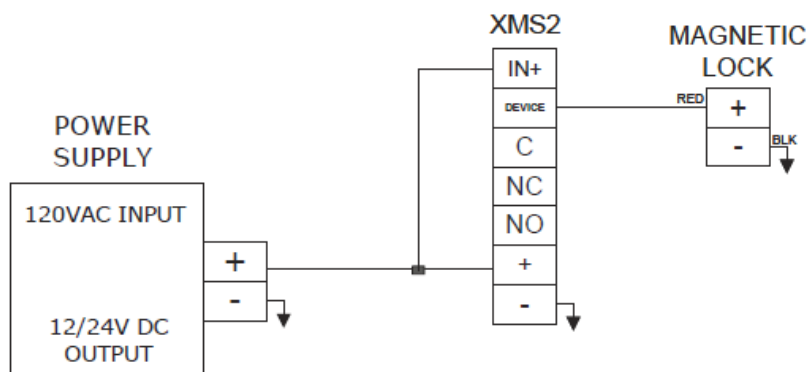 XMS2
IN+
DEVICE
C
NC
NO
+
-
MAGNETIC
LOCK
RED
+
-
BLK
POWER
SUPPLY
120VAC INPUT
12/24V DC
OUTPUT
+
-